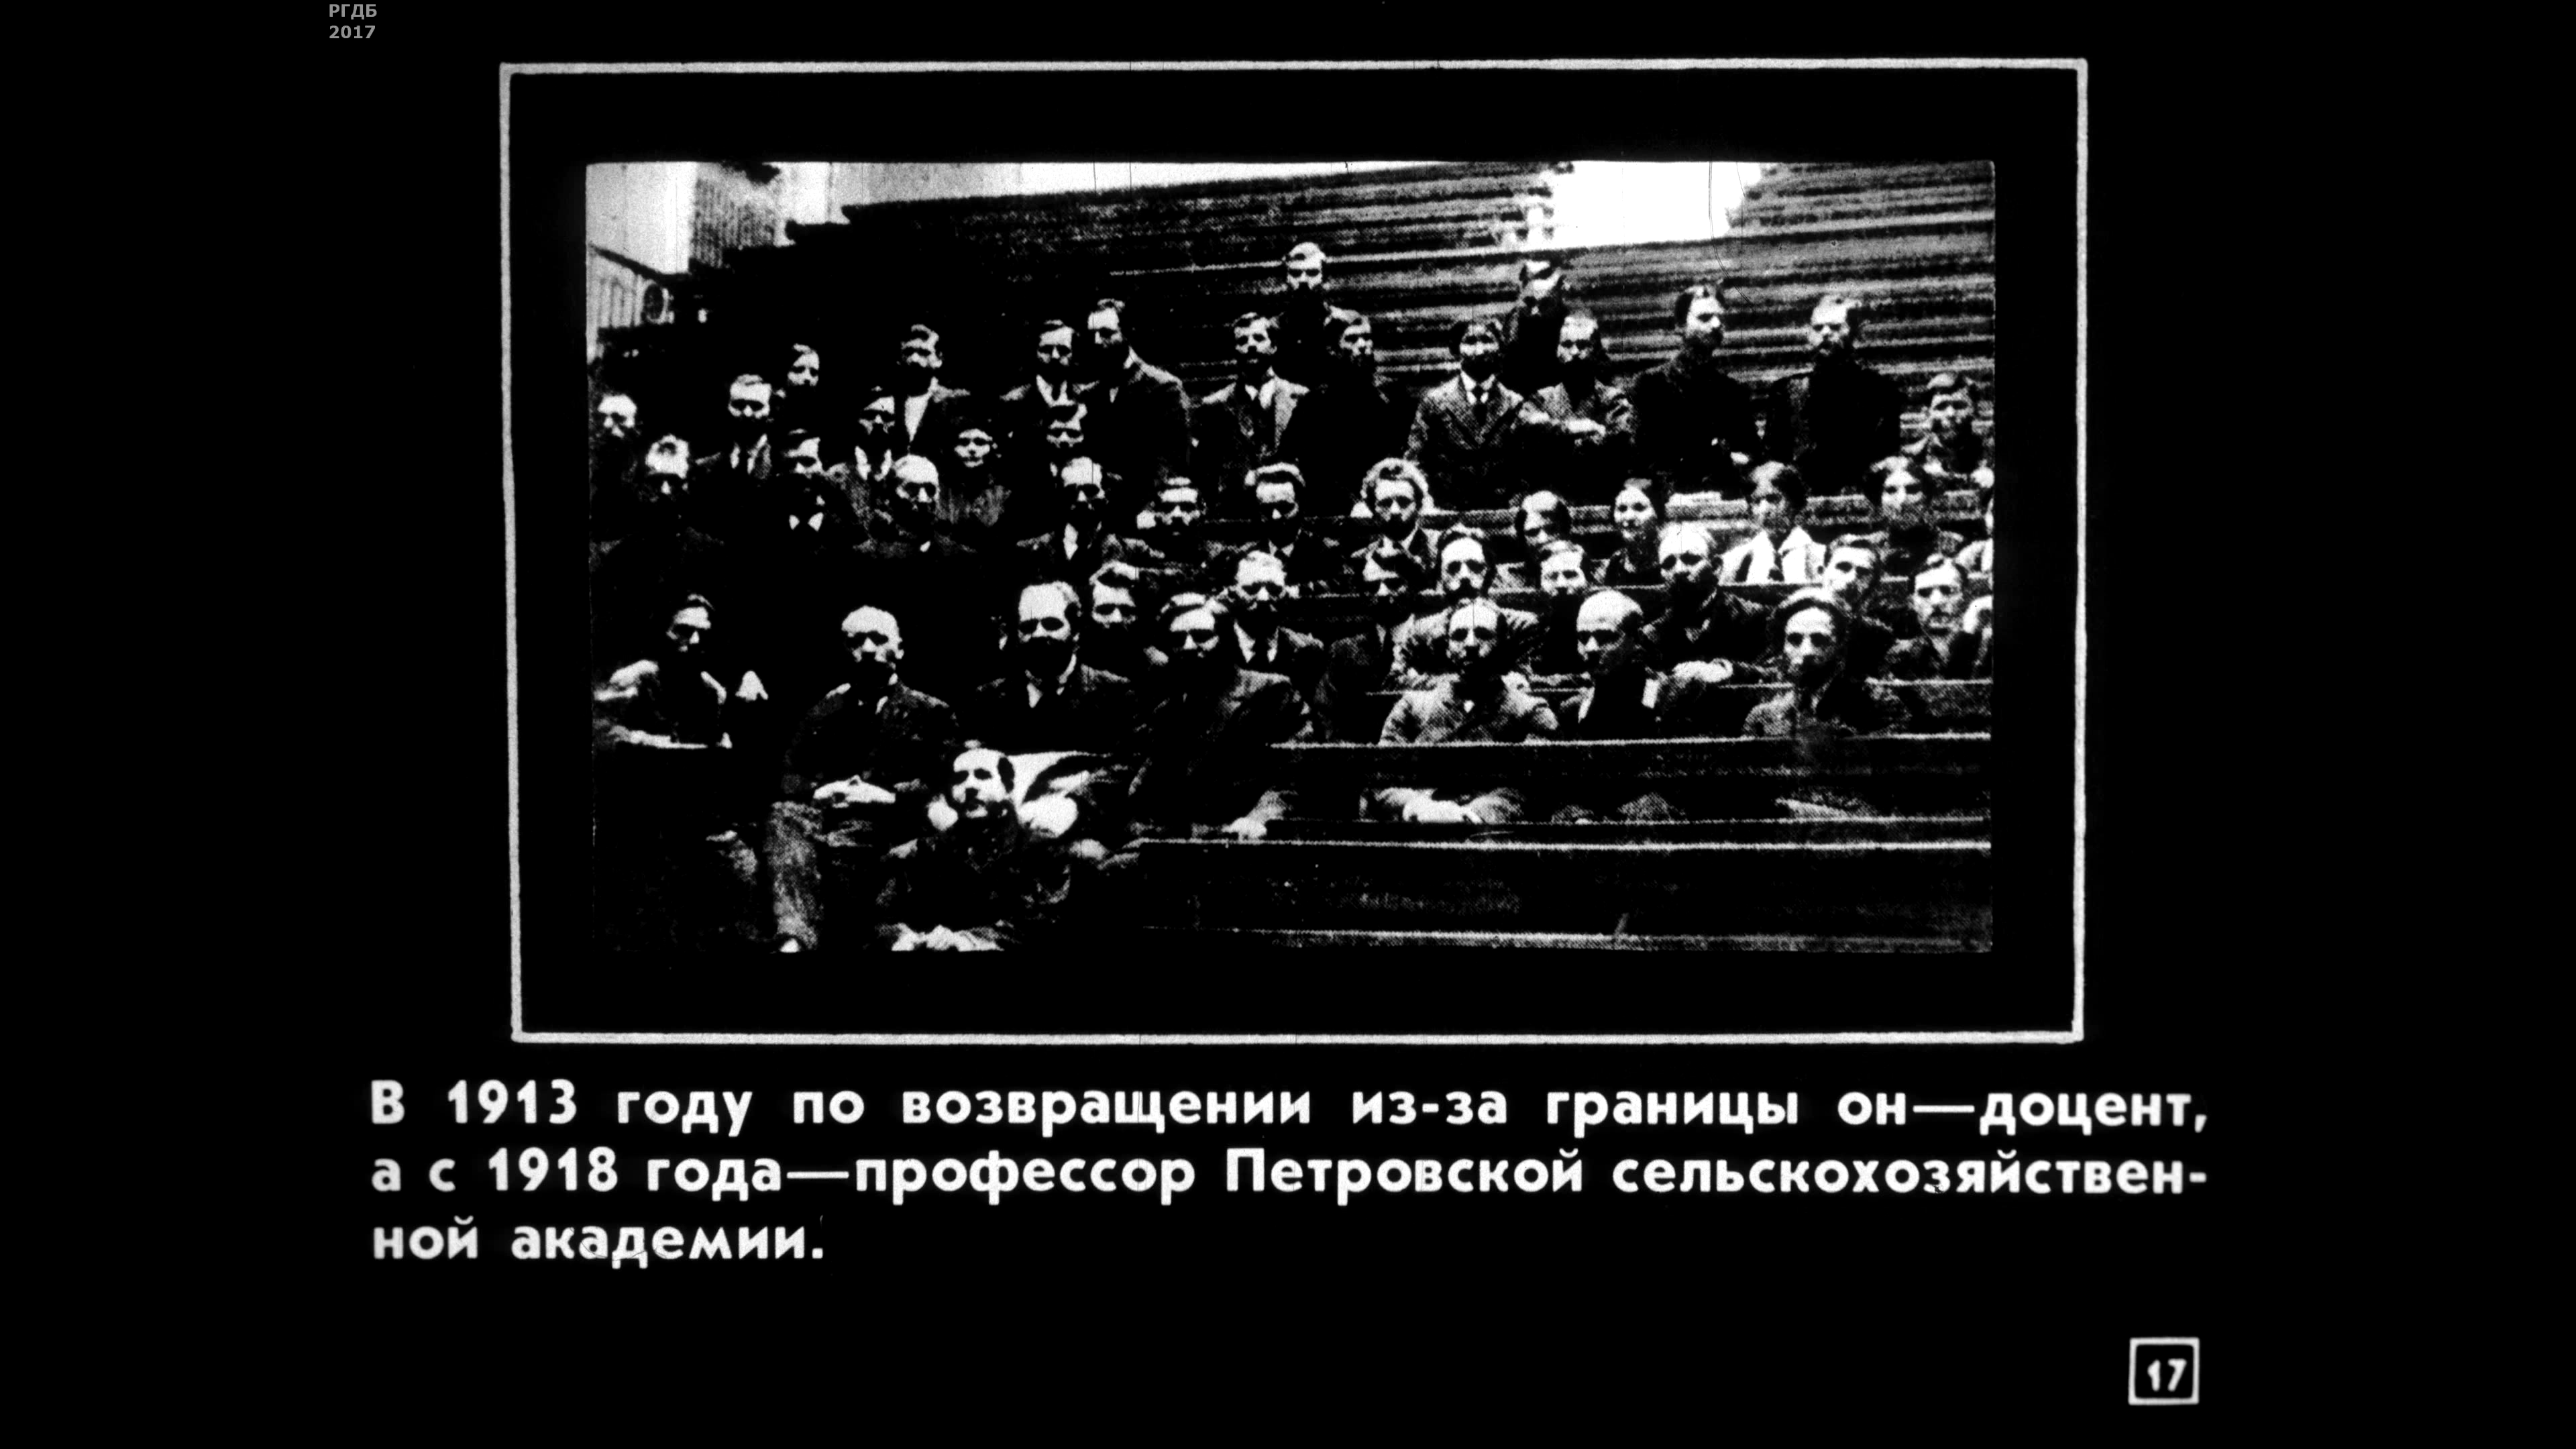 РГДБ
2017
В 1913 году по возвращении из-за границы он—доцент,
а с 1918 года—профессор Петровской сельскохозяйствен-
ной академии.
17